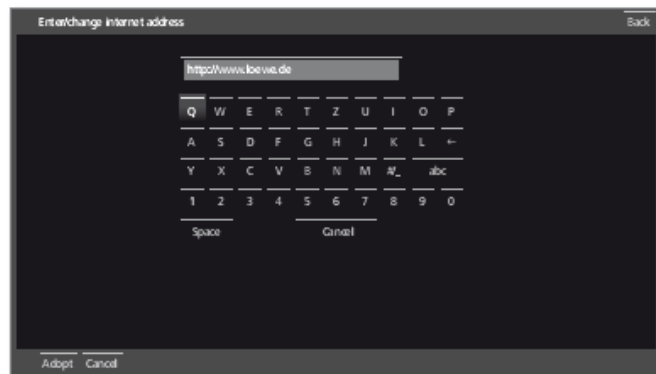 Enter/change internet address Back
http://www.loewe.de
Q W E R T Z U I O P
A S D F G H J K L ←
Y X C V B N M #/_ abc
1 2 3 4 5 6 7 8 9 0
Space Cancel
Adopt Cancel